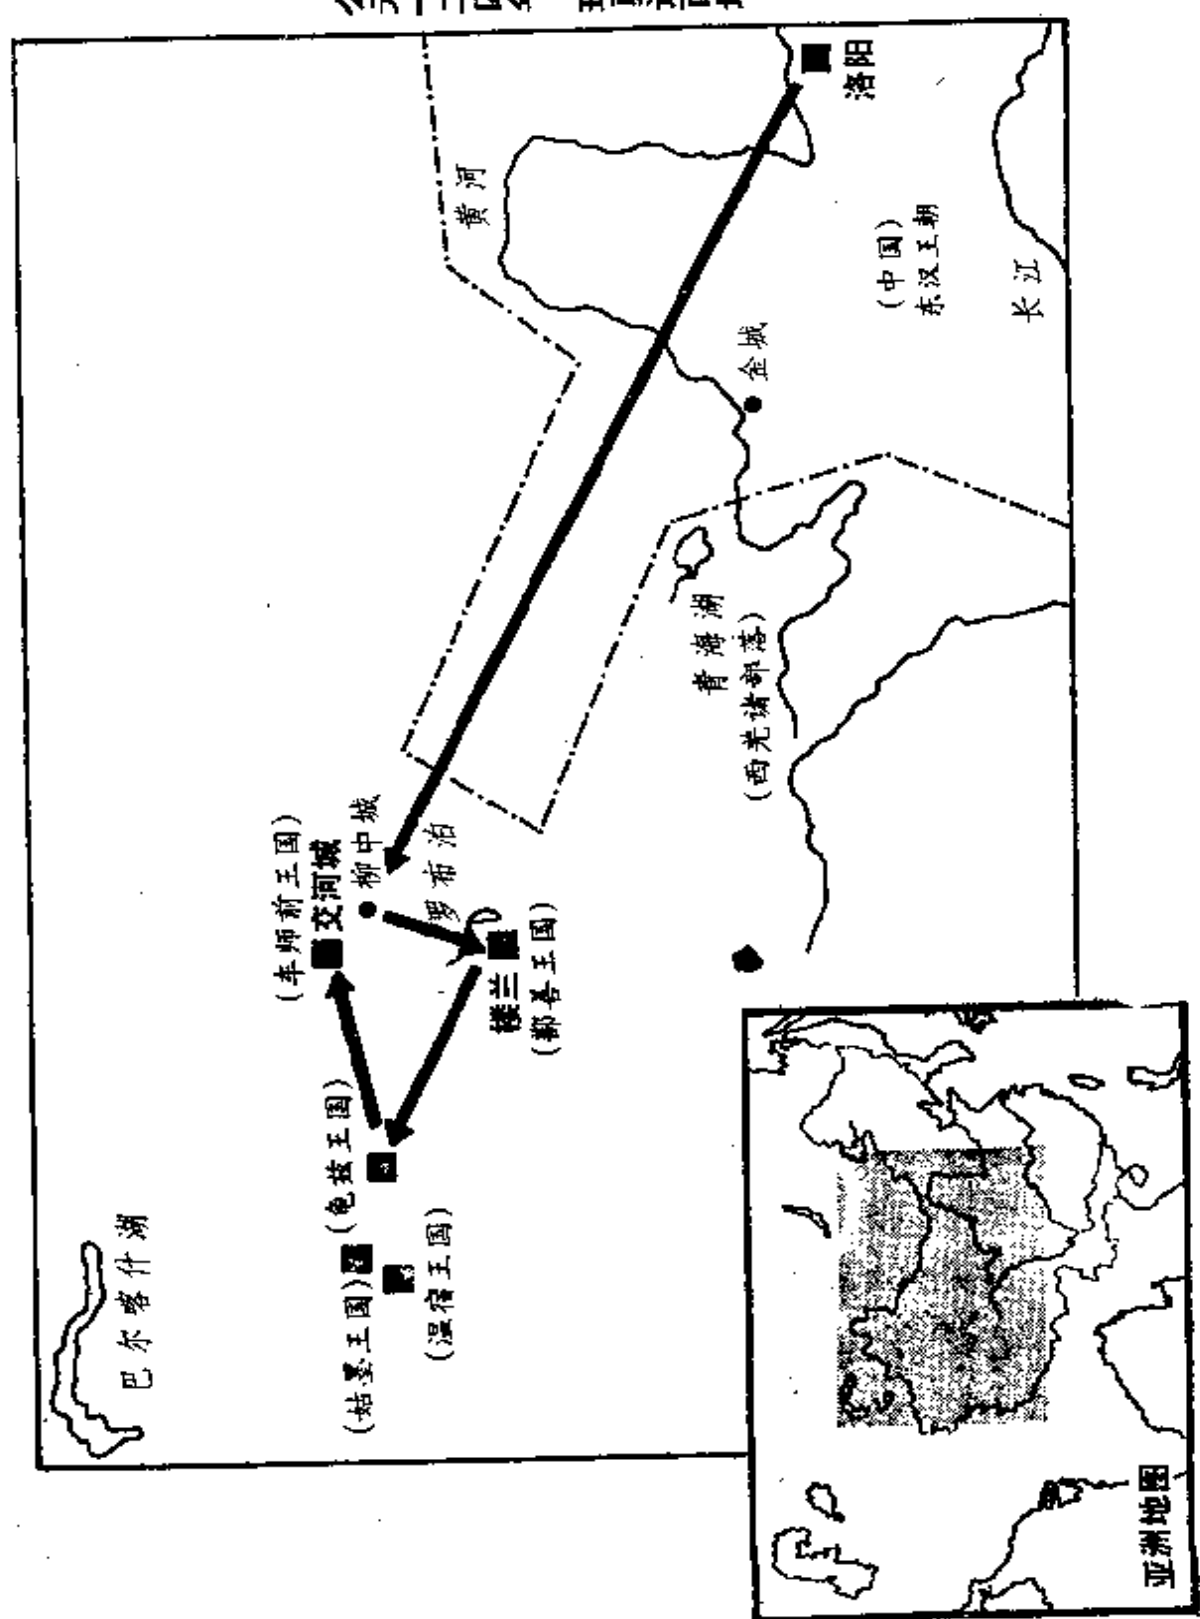 巴尔喀什湖
(姑墨王国)
(温宿王国)
(龟兹王国)
(车师前王国)
交河城
柳中城
罗布泊
楼兰
(鄯善王国)
青海湖
(西羌诸部落)
黄河
金城
(中国)
东汉王朝
长江
洛阳
亚洲地图